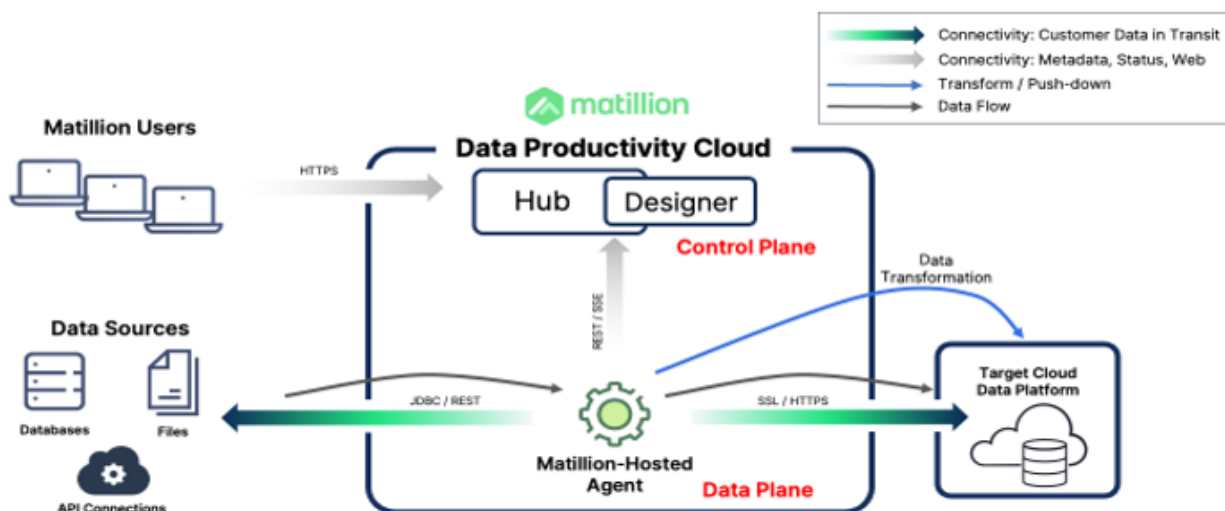 Connectivity: Customer Data in Transit
Connectivity: Metadata, Status, Web
Transform / Push-down
Data Flow
matillion
Matillion Users
Data Productivity Cloud
HTTPS
Hub
Designer
Control Plane
Data
Transformation
REST / SSE
Data Sources
Target Cloud
Data Platform
JDBC / REST
SSL / HTTPS
Databases
Files
Matillion-Hosted
Agent
Data Plane
API Connections